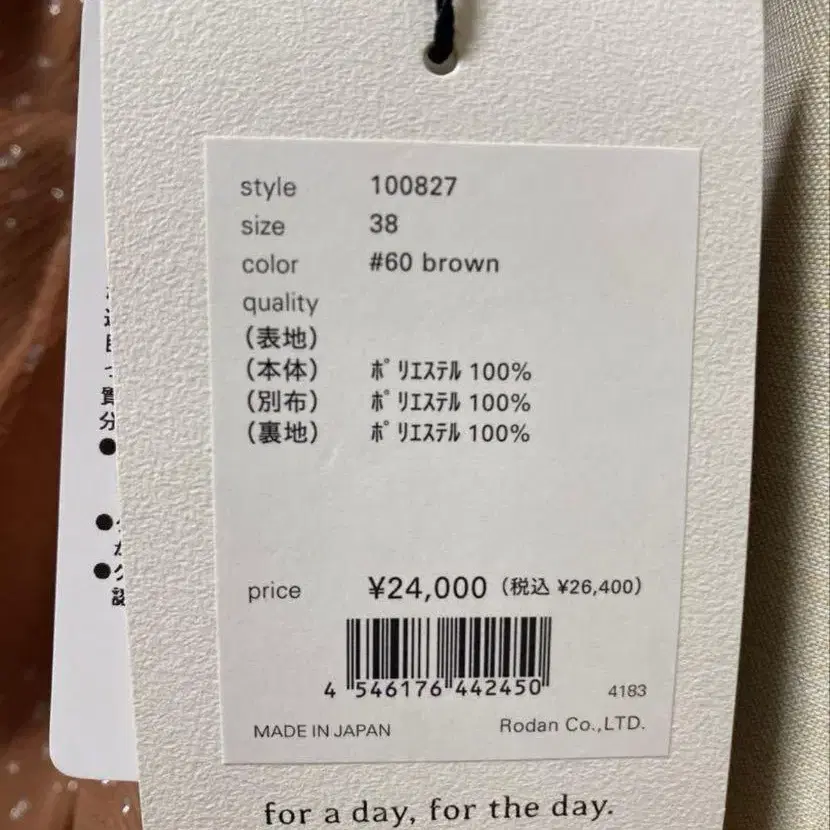 style 100827
size 38
color #60 brown
quality
(表地)
(本体) ﾎﾟﾘｴｽﾃﾙ 100%
(別布) ﾎﾟﾘｴｽﾃﾙ 100%
(裏地) ﾎﾟﾘｴｽﾃﾙ 100%
price ¥24,000 (税込 ¥26,400)
4 546176 442450
4183
MADE IN JAPAN Rodan Co.,LTD.
for a day, for the day.